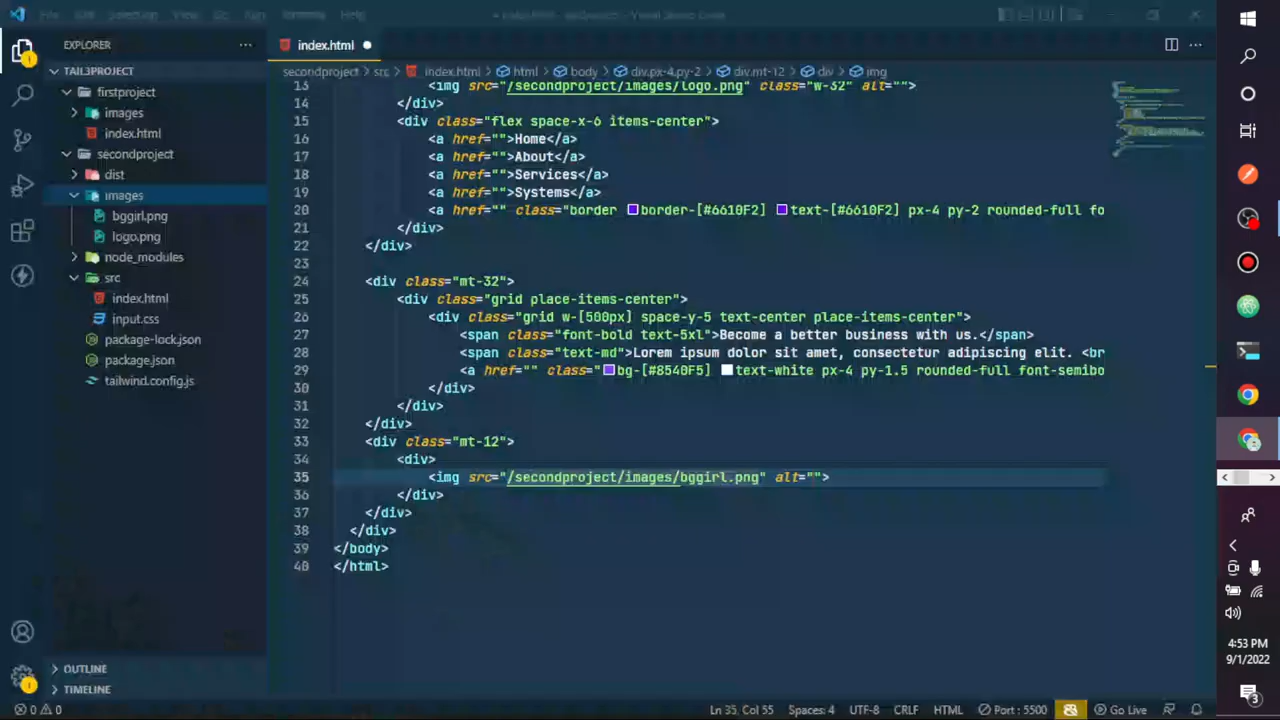 EXPLORER
TAIL3PROJECT
firstproject
images
index.html
secondproject
dist
images
bggirl.png
logo.png
node_modules
src
index.html
input.css
package-lock.json
package.json
tailwind.config.js
OUTLINE
TIMELINE
index.html
secondproject > src > index.html > html > body > div.px-4.py-2 > div.mt-12 > div > img
13 <img src="/secondproject/images/logo.png" class="w-32" alt="">
14 </div>
15 <div class="flex space-x-6 items-center">
16 <a href="">Home</a>
17 <a href="">About</a>
18 <a href="">Services</a>
19 <a href="">Systems</a>
20 <a href="" class="border border-[#6610F2] text-[#6610F2] px-4 py-2 rounded-full fo
21 </div>
22 </div>
23
24 <div class="mt-32">
25 <div class="grid place-items-center">
26 <div class="grid w-[500px] space-y-5 text-center place-items-center">
27 <span class="font-bold text-5xl">Become a better business with us.</span>
28 <span class="text-md">Lorem ipsum dolor sit amet, consectetur adipiscing elit. <br
29 <a href="" class="bg-[#8540F5] text-white px-4 py-1.5 rounded-full font-semibo
30 </div>
31 </div>
32 </div>
33 <div class="mt-12">
34 <div>
35 <img src="/secondproject/images/bggirl.png" alt="">
36 </div>
37 </div>
38 </div>
39 </body>
40 </html>
0 0
Ln 35, Col 55
Spaces: 4
UTF-8
CRLF
HTML
Port : 5500
Go Live
4:53 PM
9/1/2022
3